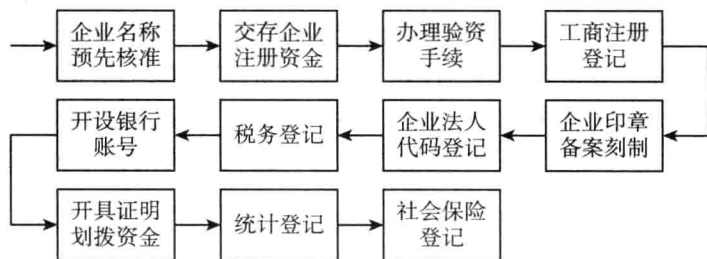 企业名称
预先核准
交存企业
注册资金
办理验资
手续
工商注册
登记
企业印章
备案刻制
企业法人
代码登记
税务登记
开设银行
账号
开具证明
划拨资金
统计登记
社会保险
登记